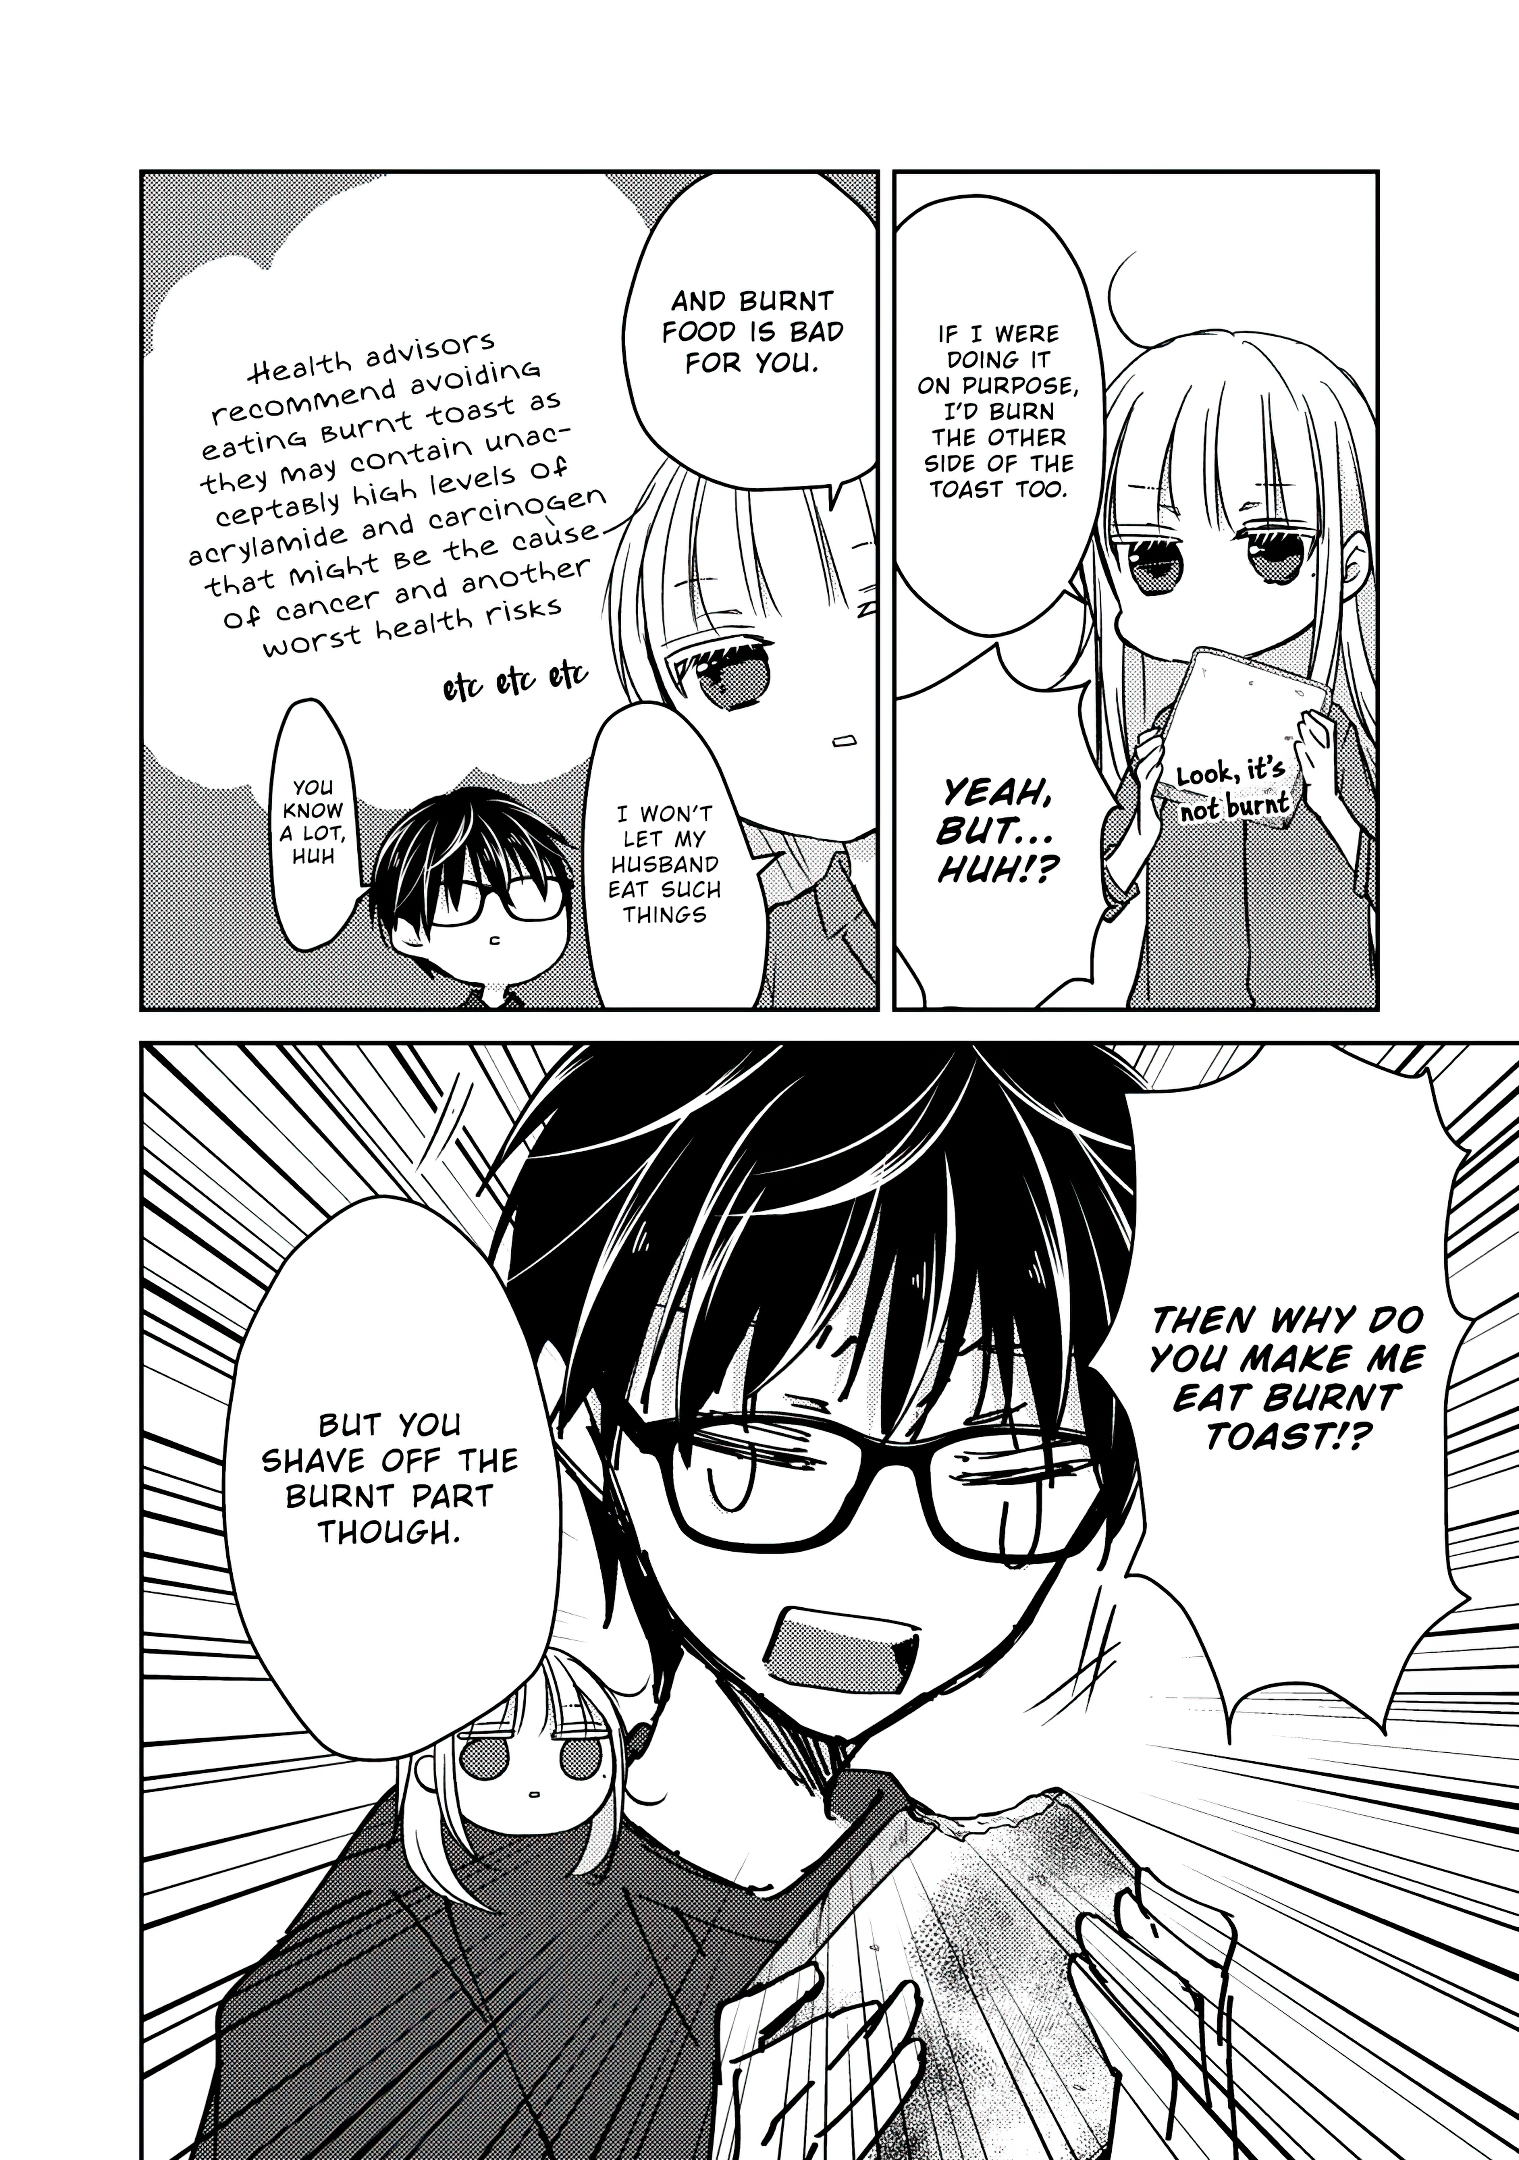 IF I WERE
DOING IT
ON PURPOSE,
I'D BURN
THE OTHER
SIDE OF THE
TOAST TOO.
Look, it's
not burnt
YEAH,
BUT...
HUH!?
AND BURNT
FOOD IS BAD
FOR YOU.
Health advisors
recommend avoiding
eating Burnt toast as
they may contain unac-
ceptaBly high levels of
acrylamide and carcinogen
that might Be the cause
of cancer and another
worst health risks
etc etc etc
I WON'T
LET MY
HUSBAND
EAT SUCH
THINGS
YOU
KNOW
A LOT,
HUH
THEN WHY DO
YOU MAKE ME
EAT BURNT
TOAST!?
BUT YOU
SHAVE OFF THE
BURNT PART
THOUGH.